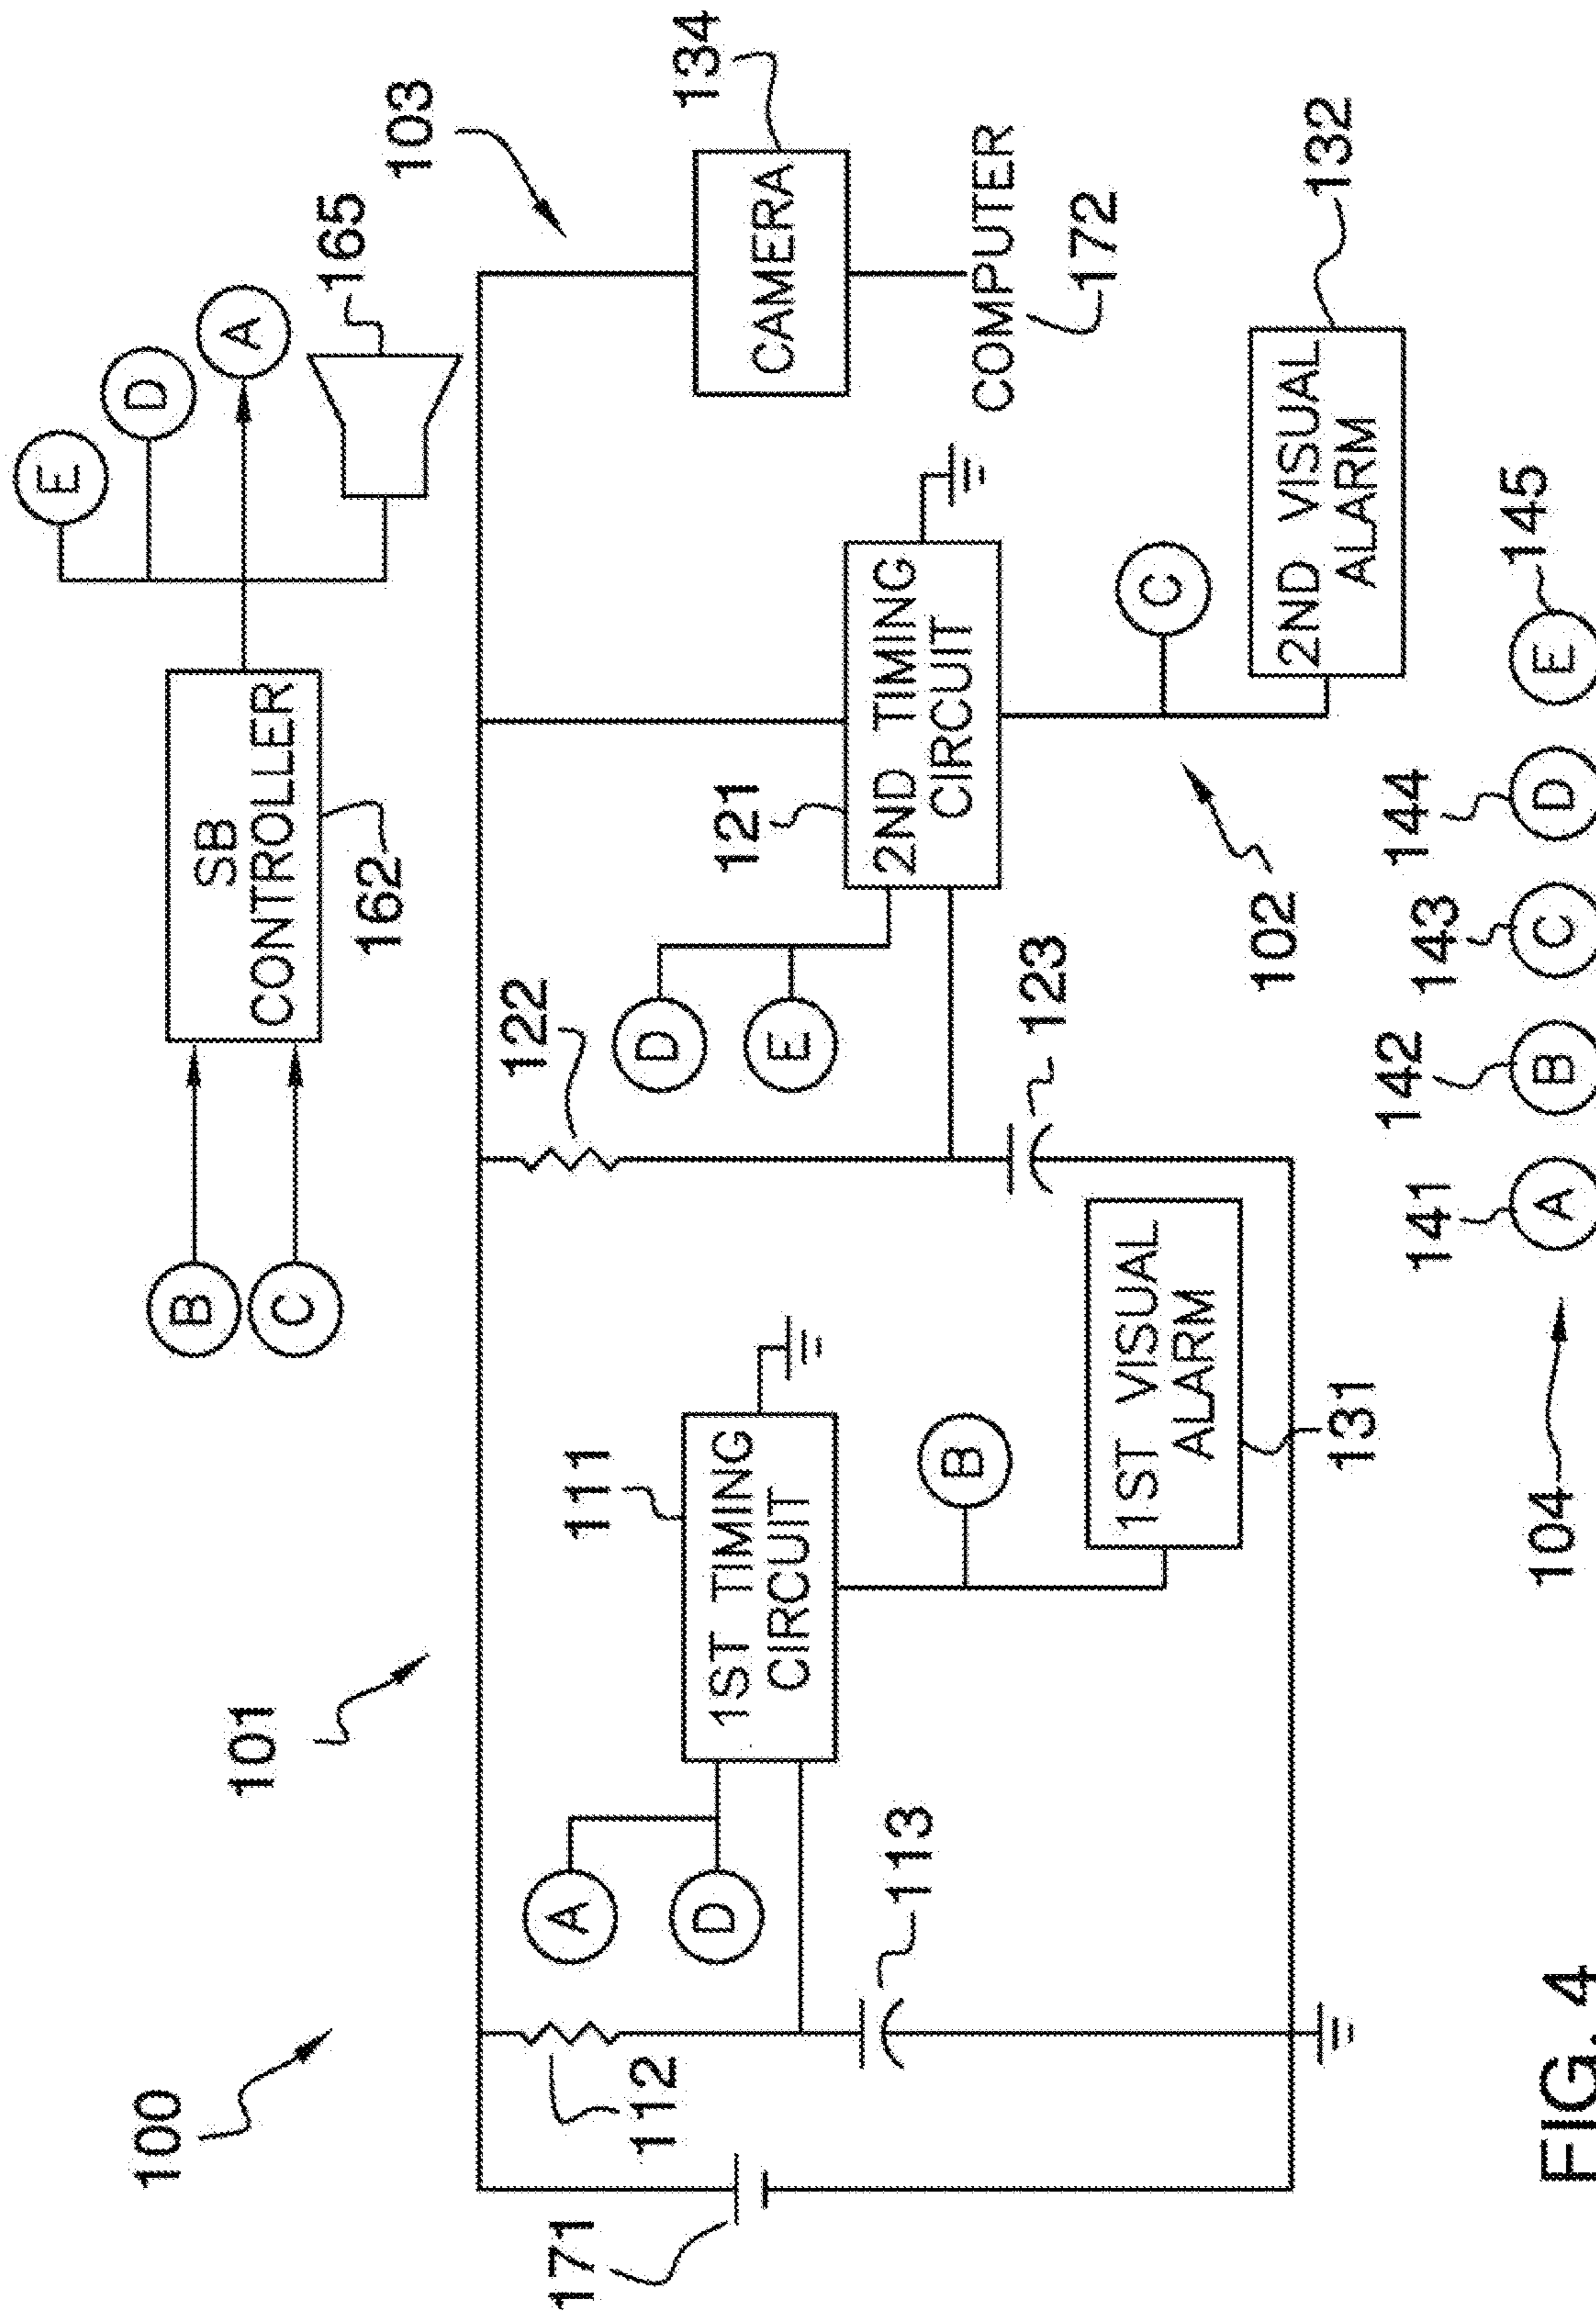 100
101
B
C
SB
CONTROLLER
162
E
D
A
165
103
171
112
A
D
113
111
1ST TIMING
CIRCUIT
B
1ST VISUAL
ALARM
131
122
D
E
123
121
2ND TIMING
CIRCUIT
102
C
2ND VISUAL
ALARM
132
CAMERA
134
COMPUTER
172
104
141
A
142
B
143
C
144
D
145
E
FIG. 4